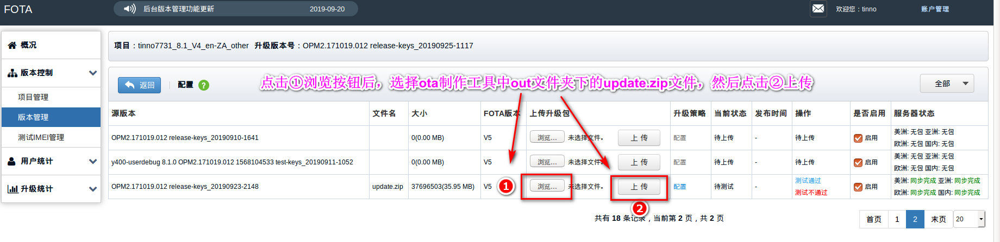 FOTA
后台版本管理功能更新 2019-09-20
欢迎您：tinno
账户管理
概况
版本控制
项目管理
版本管理
测试IMEI管理
用户统计
升级统计
项目：tinno7731_8.1_V4_en-ZA_other 升级版本号：OPM2.171019.012 release-keys_20190925-1117
返回 配置 ?
点击①浏览按钮后，选择ota制作工具中out文件夹下的update.zip文件，然后点击②上传
全部
源版本 文件名 大小 FOTA版本 上传升级包 升级策略 当前状态 发布时间 操作 是否启用 服务器状态
OPM2.171019.012 release-keys_20190910-1641 0(0.00 MB) V5 浏览... 未选择文件。 上传 配置 待上传 - 待上传 启用 美洲: 无包 亚洲: 无包
欧洲: 无包 国内: 无包
y400-userdebug 8.1.0 OPM2.171019.012 1568104533 test-keys_20190911-1052 0(0.00 MB) V5 浏览... 未选择文件。 上传 配置 待上传 - 待上传 启用 美洲: 无包 亚洲: 无包
欧洲: 无包 国内: 无包
OPM2.171019.012 release-keys_20190923-2148 update.zip 37696503(35.95 MB) V5 1 浏览... 未选择文件。 上传 配置 待测试 - 测试通过 启用 美洲: 同步完成 亚洲: 同步完成
测试不通过 欧洲: 同步完成 国内: 同步完成
2
共有 18 条记录，当前第 2 页，共 2 页
首页 1 2 末页 20